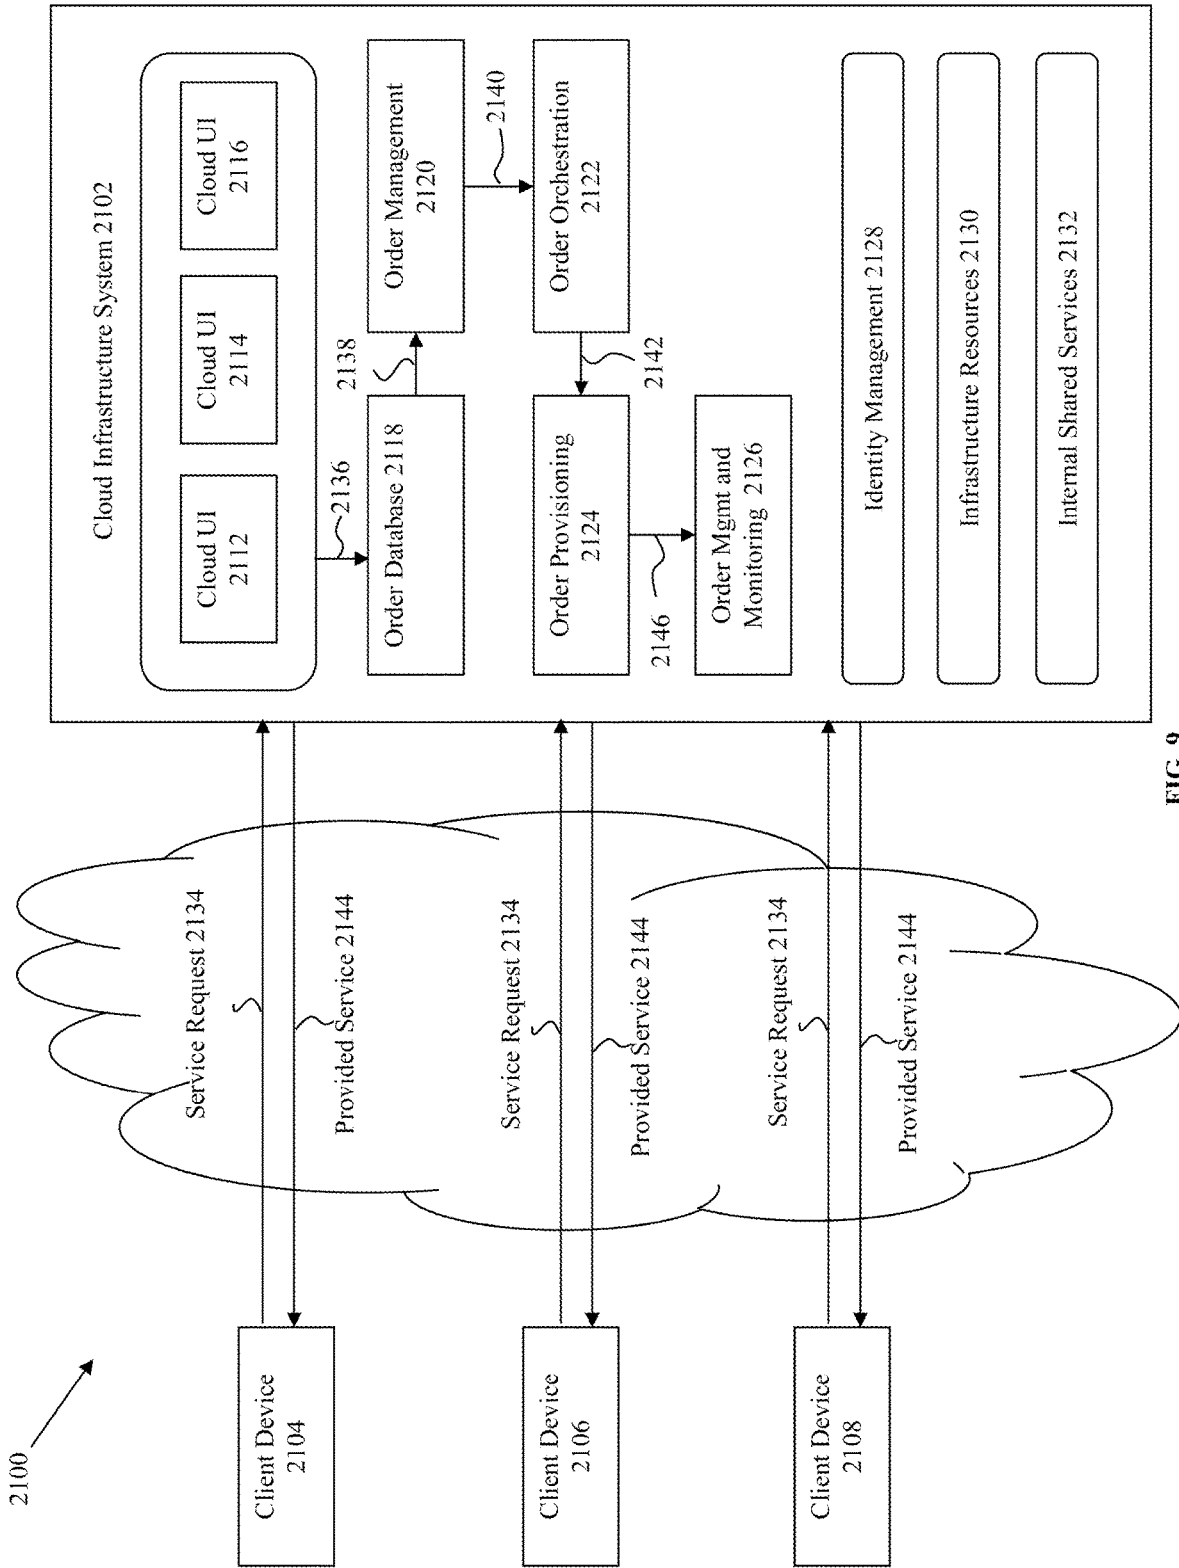 2100
Client Device
2104
Client Device
2106
Client Device
2108
Service Request 2134
Provided Service 2144
Service Request 2134
Provided Service 2144
Service Request 2134
Provided Service 2144
Cloud Infrastructure System 2102
Cloud UI
2112
Cloud UI
2114
Cloud UI
2116
2136
Order Database 2118
2138
Order Management
2120
2140
Order Orchestration
2122
2142
Order Provisioning
2124
2146
Order Mgmt and
Monitoring 2126
Identity Management 2128
Infrastructure Resources 2130
Internal Shared Services 2132
FIG. 9